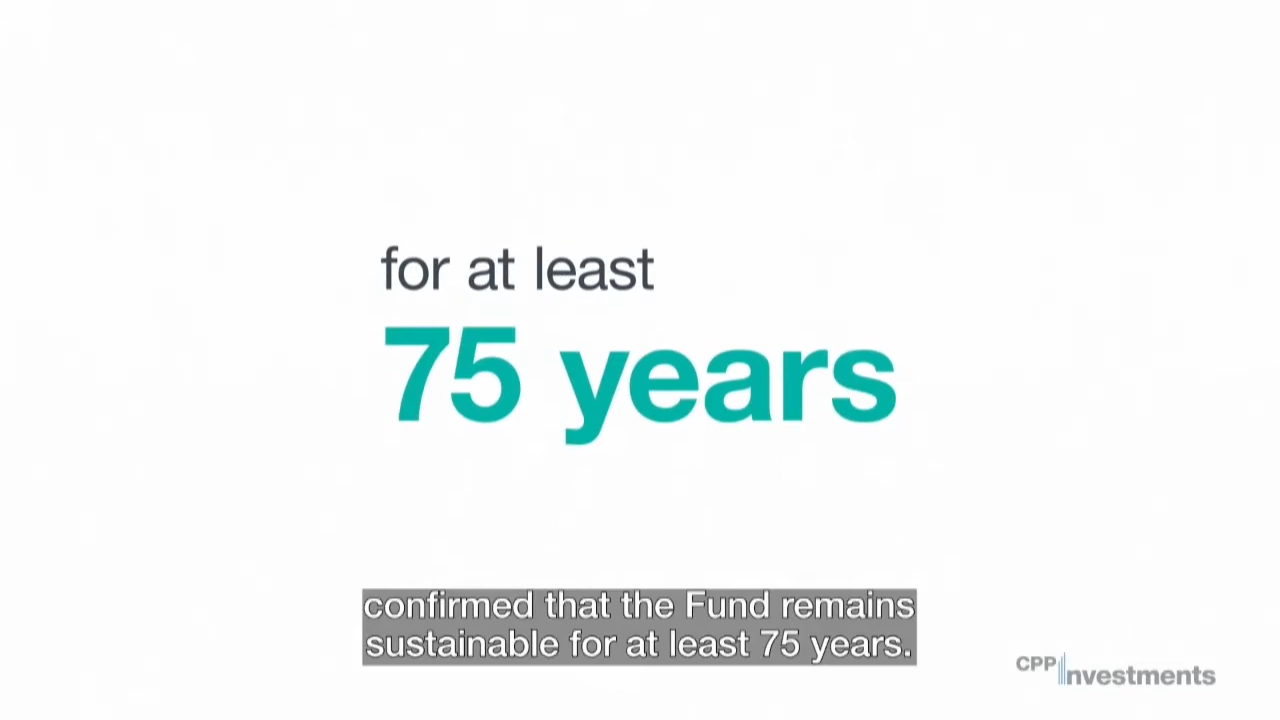 for at least
75 years
confirmed that the Fund remains
sustainable for at least 75 years.
CPP Investments